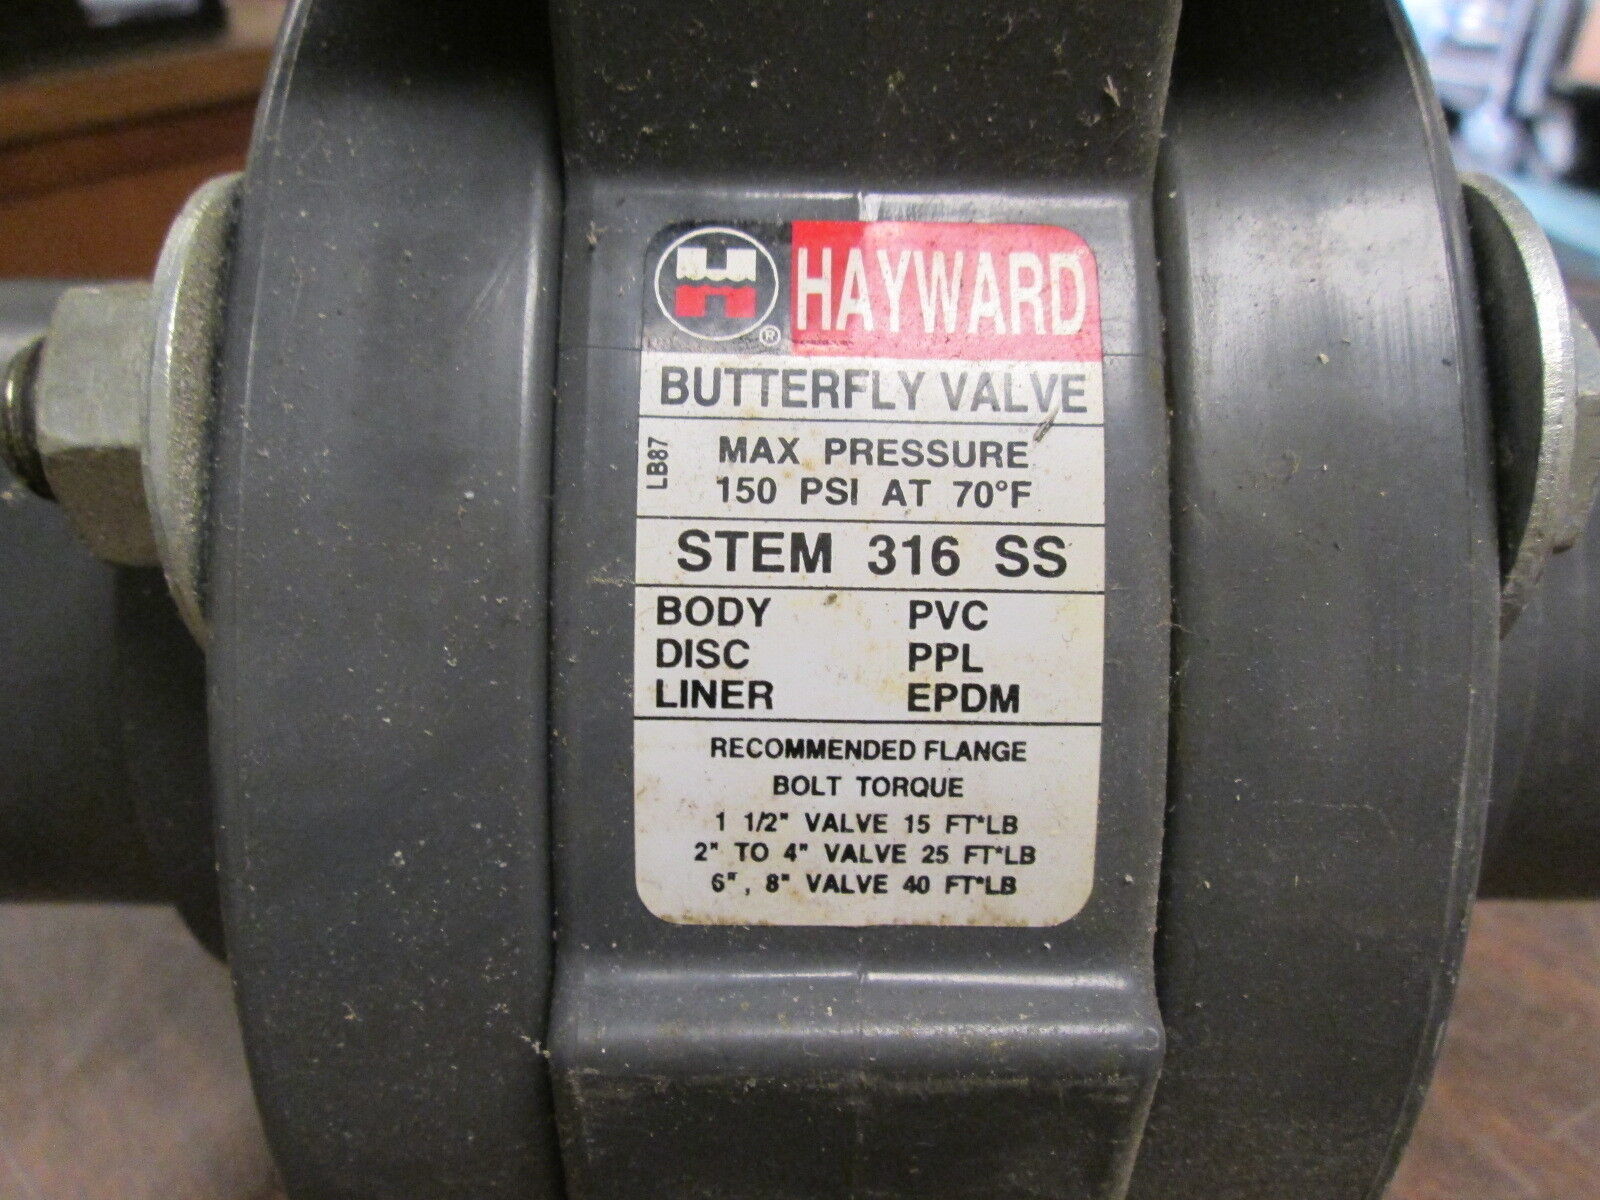 HAYWARD
®
BUTTERFLY VALVE
LB87
MAX PRESSURE
150 PSI AT 70°F
STEM 316 SS
BODY PVC
DISC PPL
LINER EPDM
RECOMMENDED FLANGE
BOLT TORQUE
1 1/2" VALVE 15 FT*LB
2" TO 4" VALVE 25 FT*LB
6", 8" VALVE 40 FT*LB